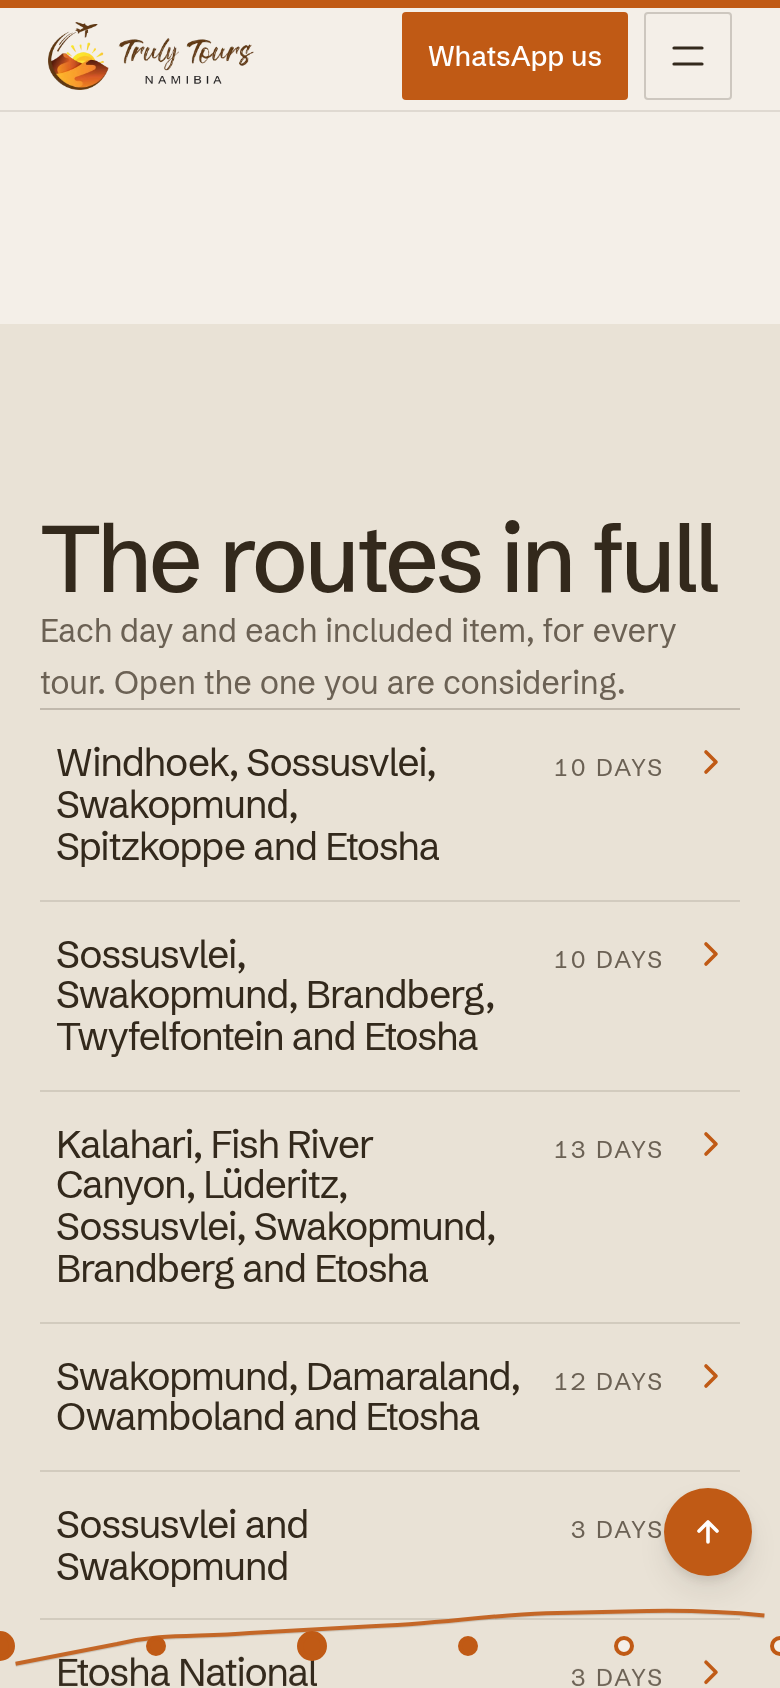 Truly Tours
NAMIBIA
WhatsApp us
The routes in full
Each day and each included item, for every
tour. Open the one you are considering.
Windhoek, Sossusvlei,
Swakopmund,
Spitzkoppe and Etosha
10 DAYS
Sossusvlei,
Swakopmund, Brandberg,
Twyfelfontein and Etosha
10 DAYS
Kalahari, Fish River
Canyon, Lüderitz,
Sossusvlei, Swakopmund,
Brandberg and Etosha
13 DAYS
Swakopmund, Damaraland,
Owamboland and Etosha
12 DAYS
Sossusvlei and
Swakopmund
3 DAYS
Etosha National
3 DAYS